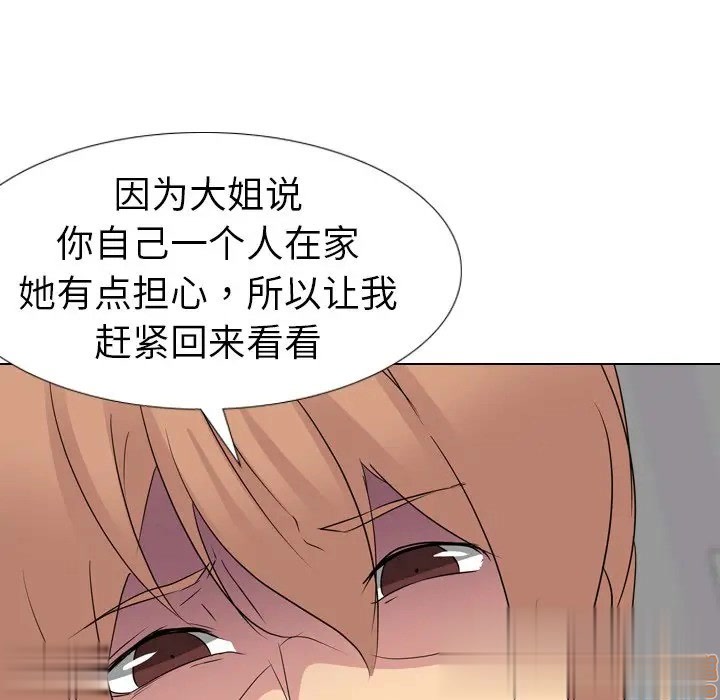 因为大姐说
你自己一个人在家
她有点担心，所以让我
赶紧回来看看